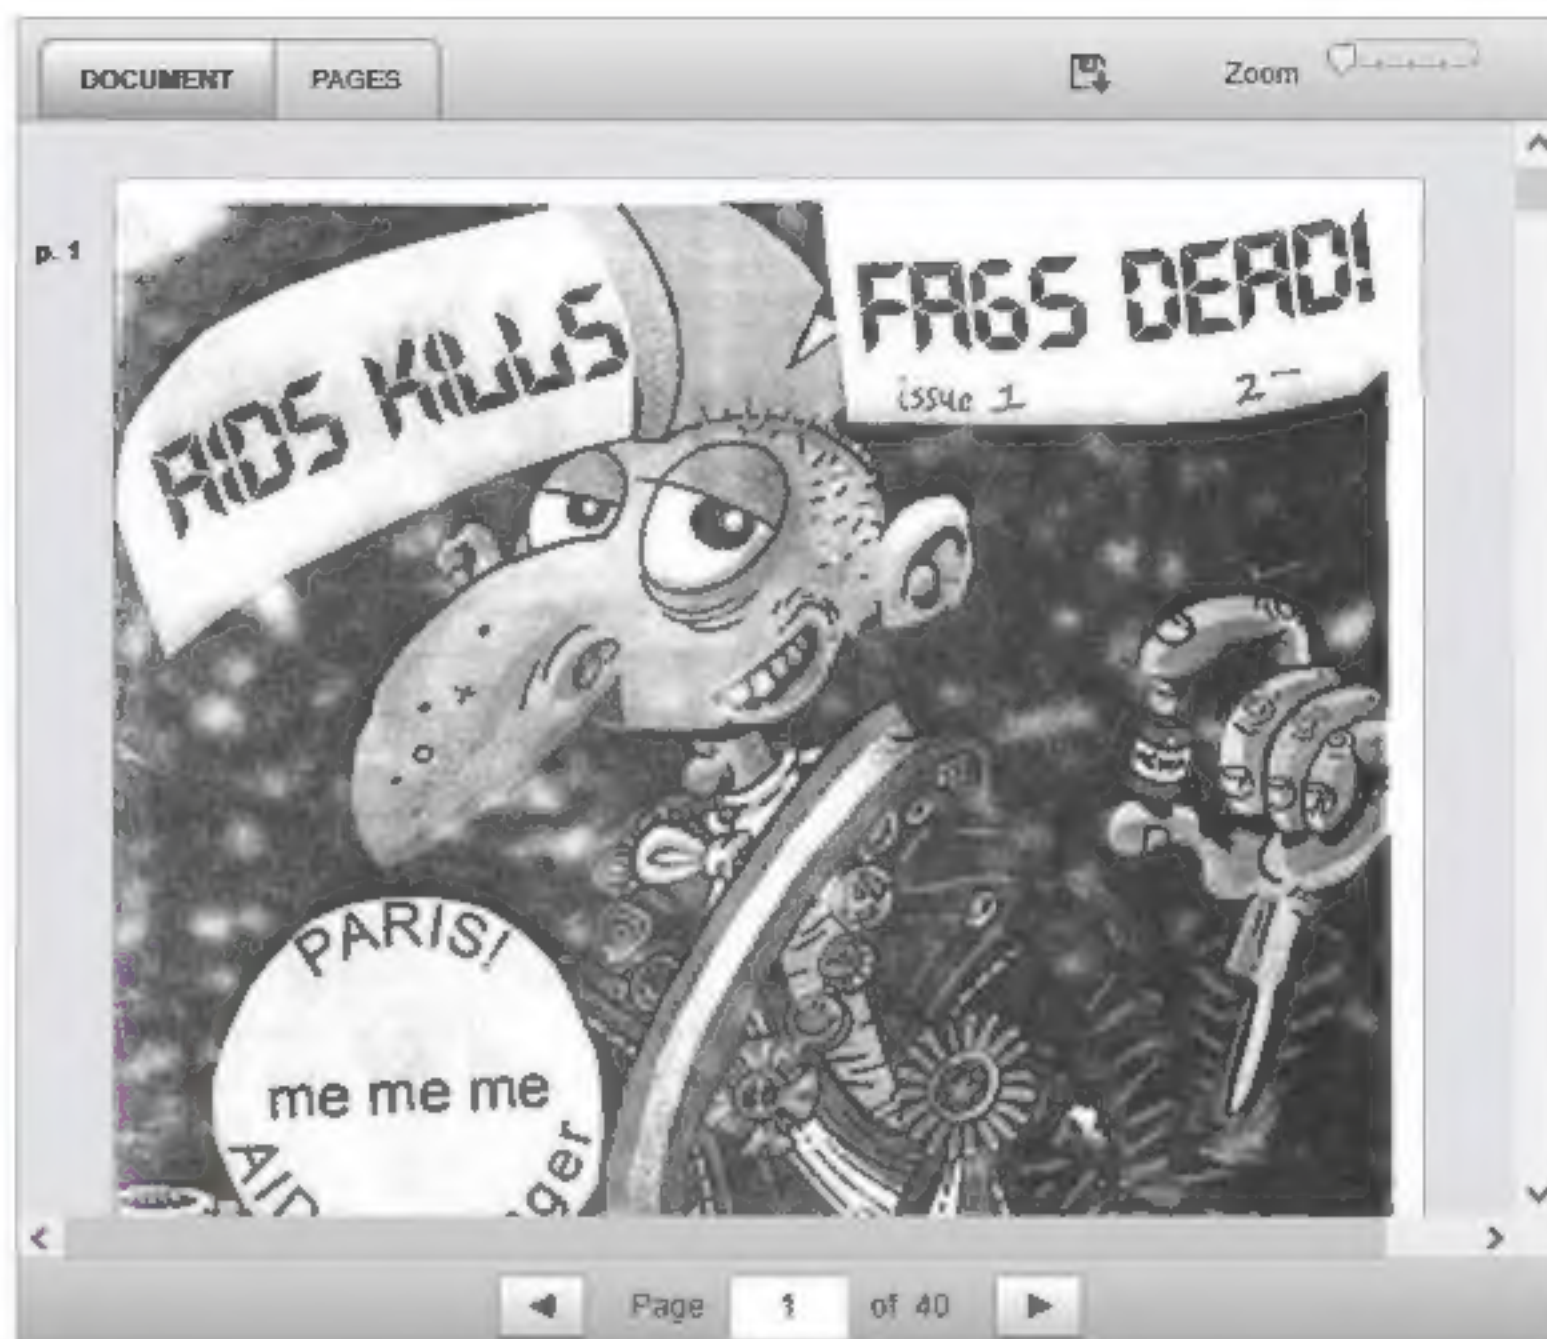 DOCUMENT
PAGES
Zoom
p. 1
AIDS KILLS
FAGS DEAD!
issue 1
2-
PARIS!
me me me
Page 1 of 40